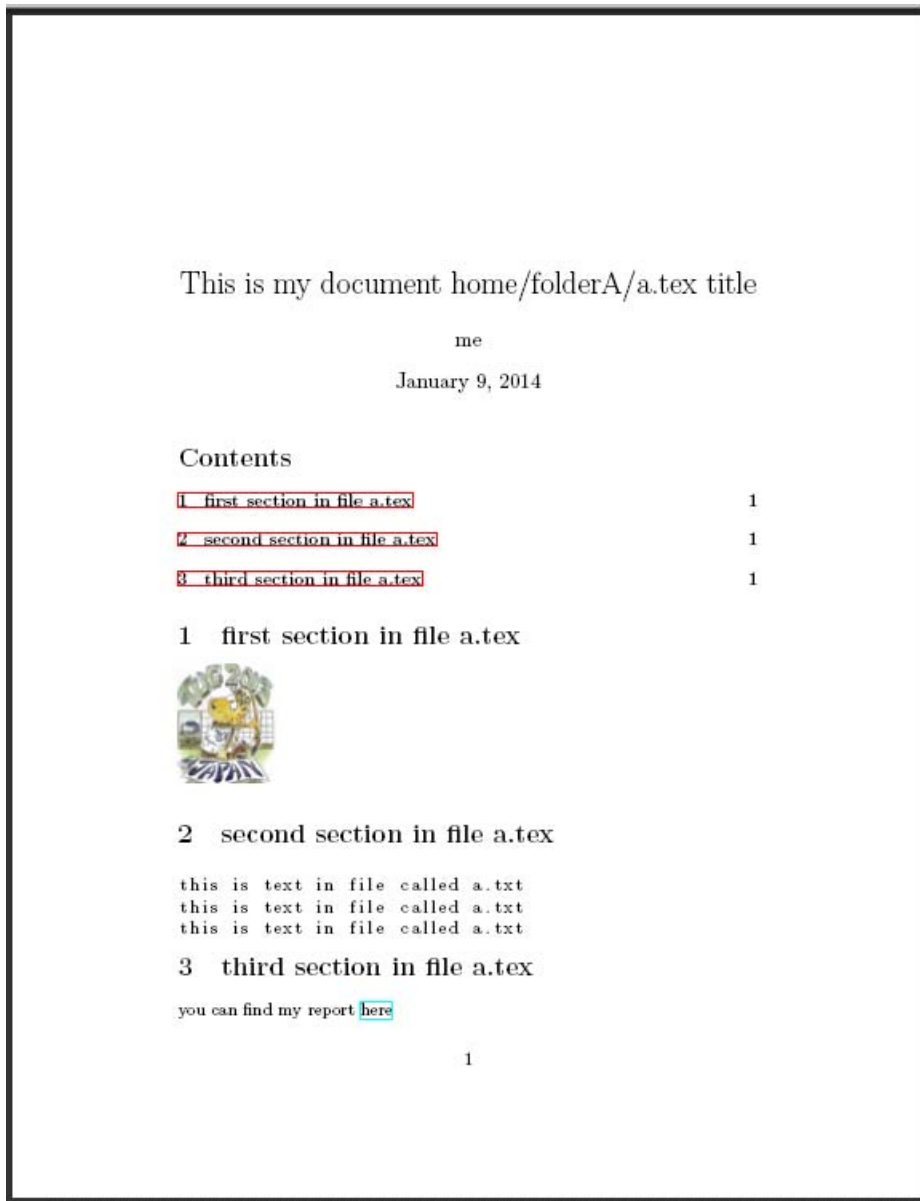 This is my document home/folderA/a.tex title
me
January 9, 2014
Contents
1 first section in file a.tex 1
2 second section in file a.tex 1
3 third section in file a.tex 1
1 first section in file a.tex
TUG 2013
JAPAN
2 second section in file a.tex
this is text in file called a.txt
this is text in file called a.txt
this is text in file called a.txt
3 third section in file a.tex
you can find my report here
1